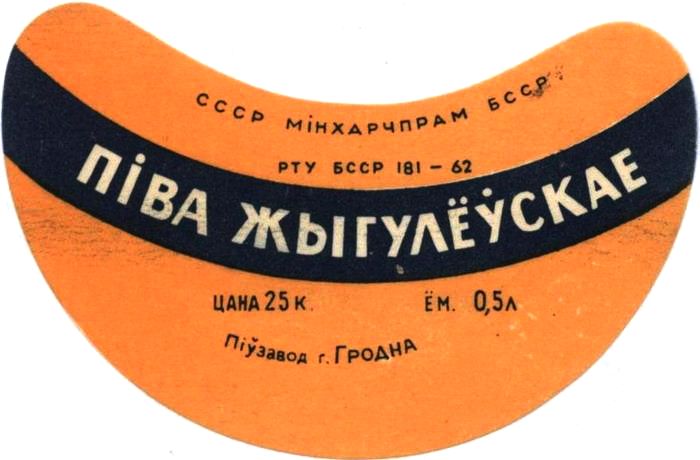 СССР МІНХАРЧПРАМ БССР
РТУ БССР 181 – 62
ПІВА ЖЫГУЛЁЎСКАЕ
ЦАНА 25 К. ЁМ. 0,5Л
Піўзавод г. ГРОДНА